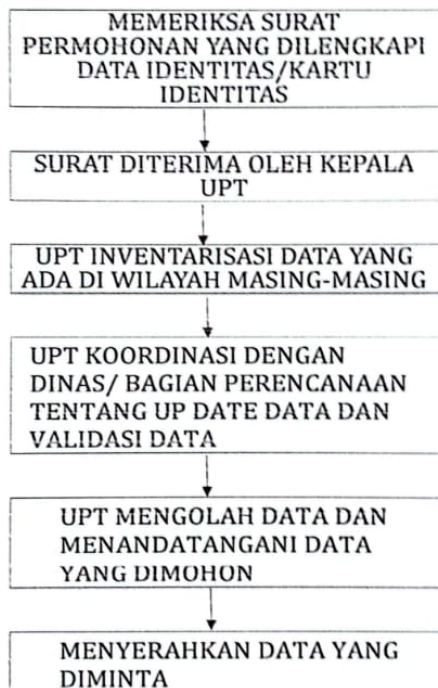 MEMERIKSA SURAT
PERMOHONAN YANG DILENGKAPI
DATA IDENTITAS/KARTU
IDENTITAS
SURAT DITERIMA OLEH KEPALA
UPT
UPT INVENTARISASI DATA YANG
ADA DI WILAYAH MASING-MASING
UPT KOORDINASI DENGAN
DINAS/ BAGIAN PERENCANAAN
TENTANG UP DATE DATA DAN
VALIDASI DATA
UPT MENGOLAH DATA DAN
MENANDATANGANI DATA
YANG DIMOHON
MENYERAHKAN DATA YANG
DIMINTA